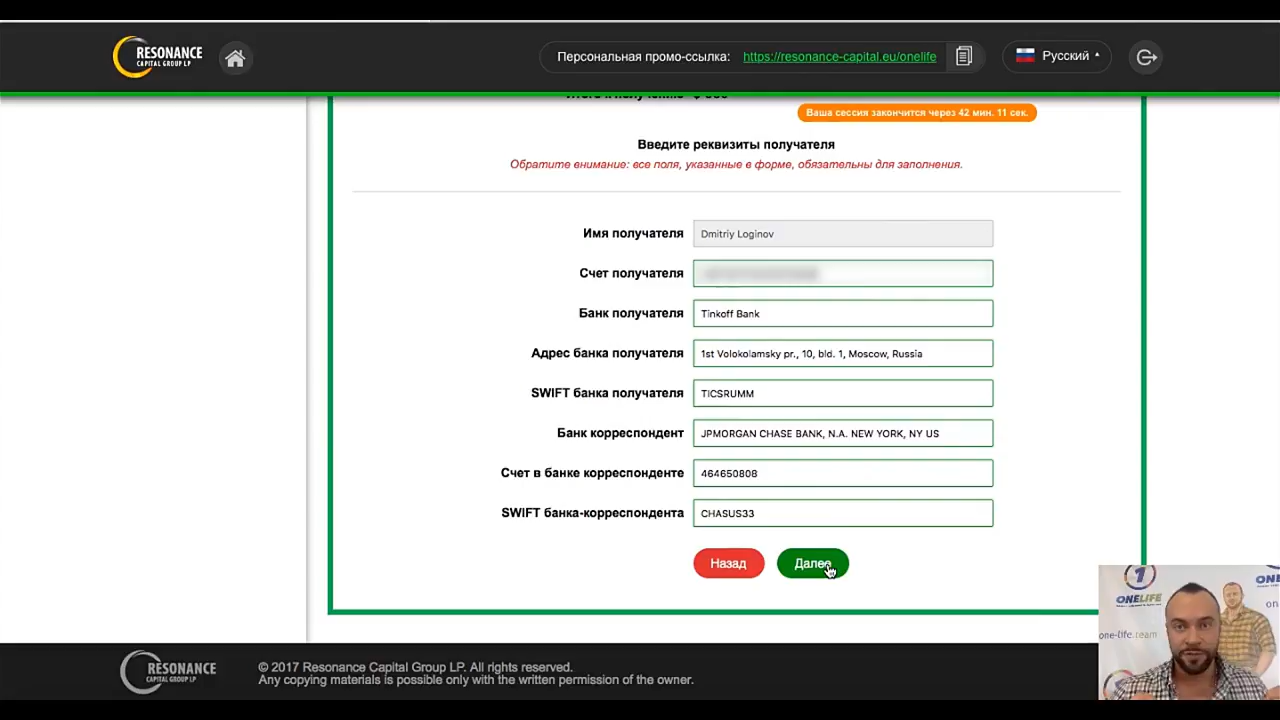 RESONANCE
CAPITAL GROUP LP
Персональная промо-ссылка: https://resonance-capital.eu/onelife
Русский
Ваша сессия закончится через 42 мин. 11 сек.
Введите реквизиты получателя
Обратите внимание: все поля, указанные в форме, обязательны для заполнения.
Имя получателя Dmitriy Loginov
Счет получателя
Банк получателя Tinkoff Bank
Адрес банка получателя 1st Volokolamsky pr., 10, bld. 1, Moscow, Russia
SWIFT банка получателя TICSRUMM
Банк корреспондент JPMORGAN CHASE BANK, N.A. NEW YORK, NY US
Счет в банке корреспонденте 464650808
SWIFT банка-корреспондента CHASUS33
Назад Далее
1
ONELIFE
one-life.team
RESONANCE
CAPITAL GROUP LP
© 2017 Resonance Capital Group LP. All rights reserved.
Any copying materials is possible only with the written permission of the owner.